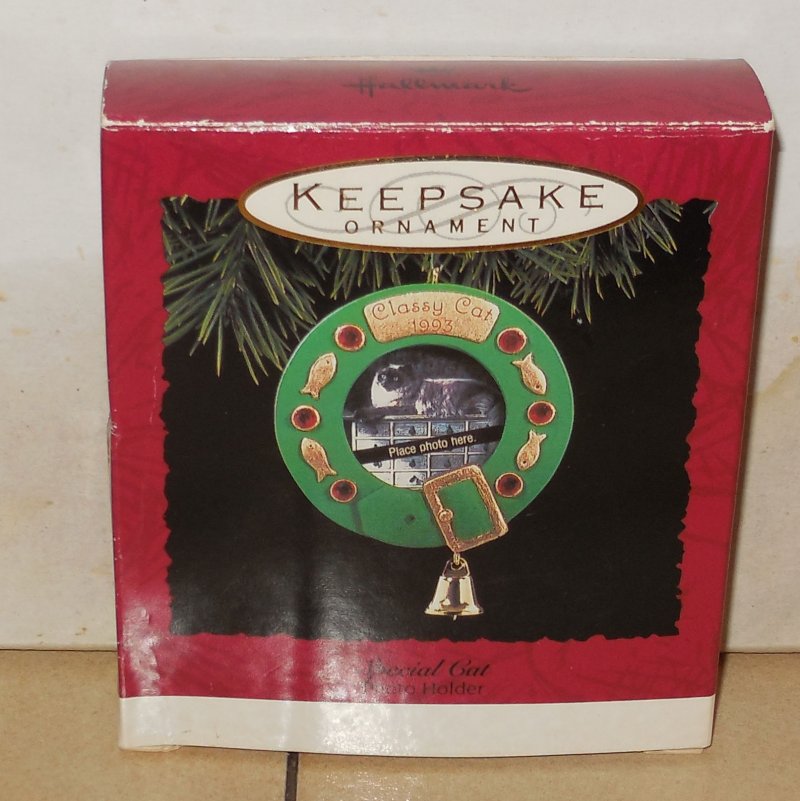 Hallmark
KEEPSAKE
ORNAMENT
Classy Cat
1993
Place photo here.
Special Cat
Photo Holder